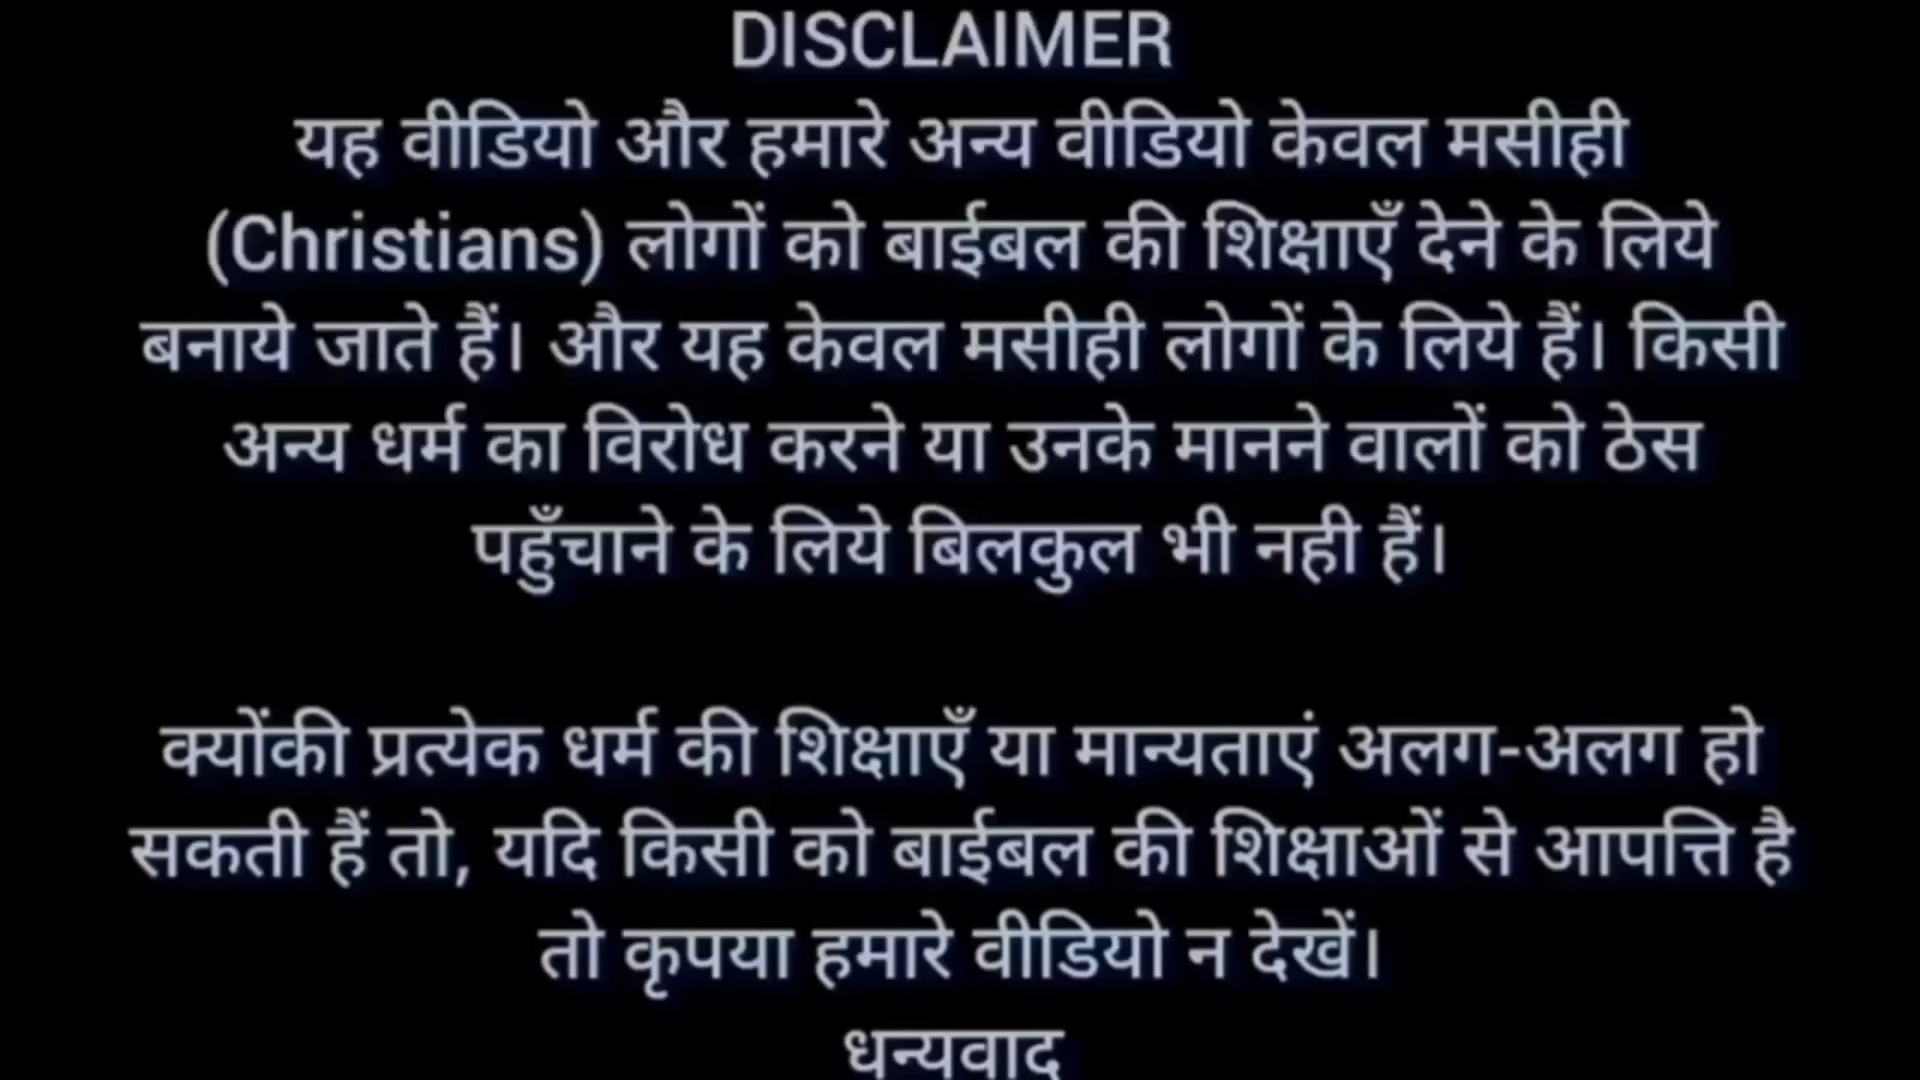 DISCLAIMER
यह वीडियो और हमारे अन्य वीडियो केवल मसीही
(Christians) लोगों को बाईबल की शिक्षाएँ देने के लिये
बनाये जाते हैं। और यह केवल मसीही लोगों के लिये हैं। किसी
अन्य धर्म का विरोध करने या उनके मानने वालों को ठेस
पहुँचाने के लिये बिलकुल भी नही हैं।
क्योंकी प्रत्येक धर्म की शिक्षाएँ या मान्यताएं अलग-अलग हो
सकती हैं तो, यदि किसी को बाईबल की शिक्षाओं से आपत्ति है
तो कृपया हमारे वीडियो न देखें।
धन्यवाद